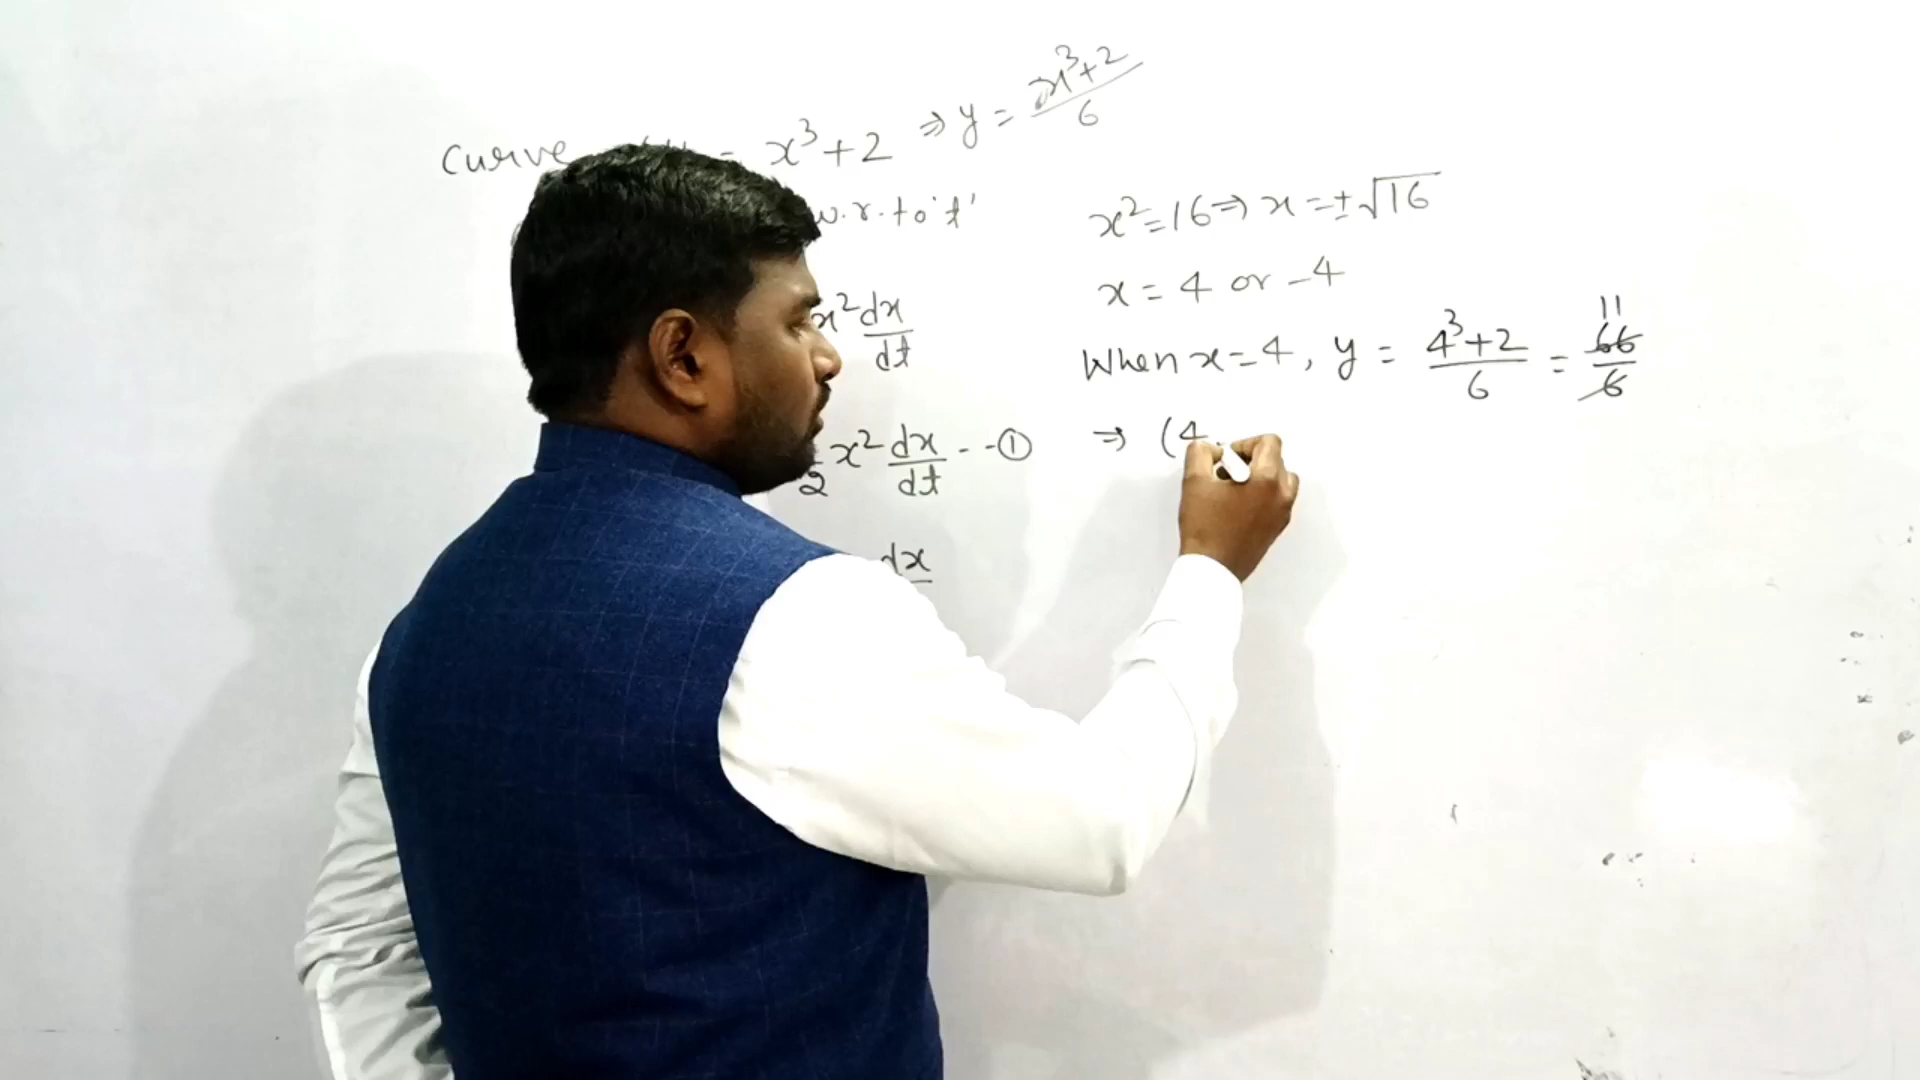 Curve = x³+2 ⇒ y = x³+2/6
w.r.to 't'
x² dx/dt
/2 x² dx/dt --①
dx
x²=16 ⇒ x=±√16
x = 4 or -4
When x=4, y = 4³+2/6 = 66/6 11
⇒ (4,